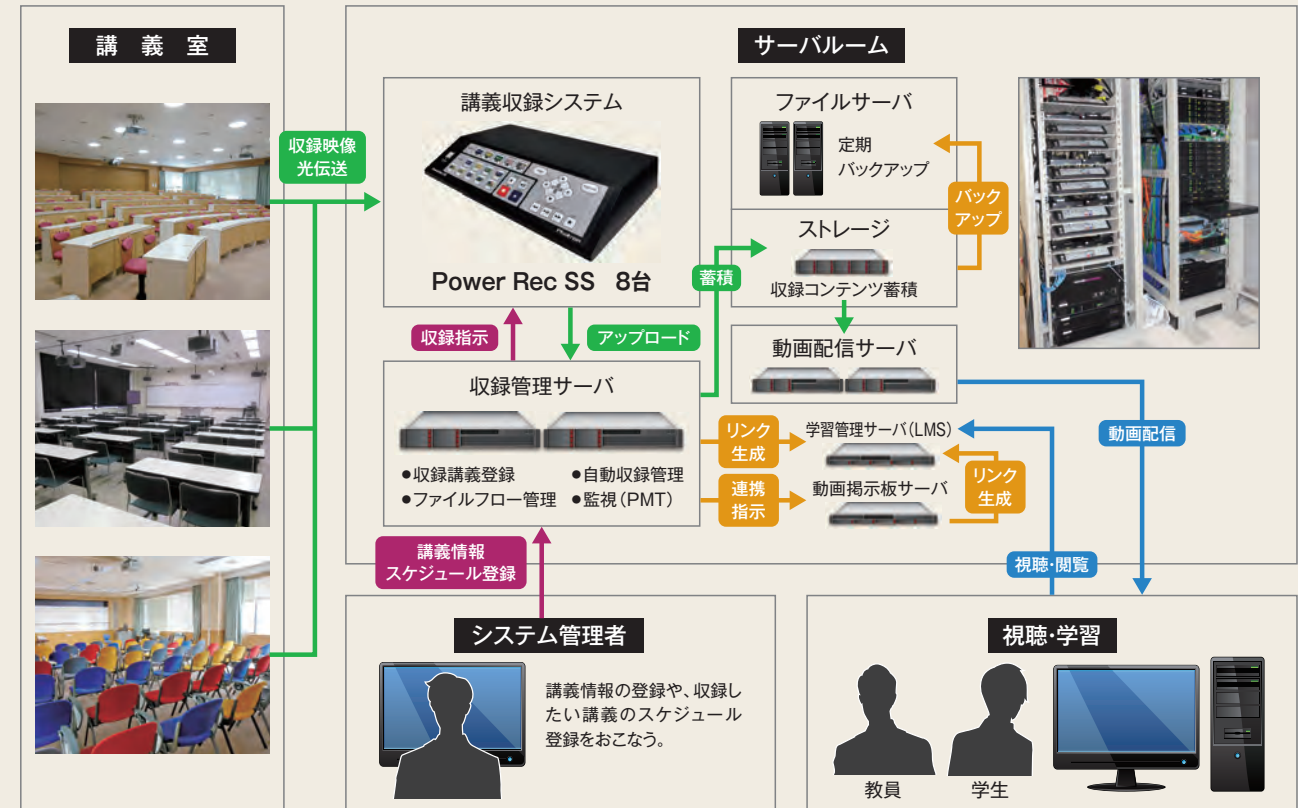 講義室
サーバルーム
収録映像
光伝送
講義収録システム
Power Rec SS 8台
ファイルサーバ
定期
バックアップ
バック
アップ
ストレージ
収録コンテンツ蓄積
蓄積
収録指示
アップロード
動画配信サーバ
収録管理サーバ
●収録講義登録
●自動収録管理
●ファイルフロー管理
●監視(PMT)
リンク
生成
学習管理サーバ(LMS)
連携
指示
動画掲示板サーバ
リンク
生成
動画配信
講義情報
スケジュール登録
視聴・閲覧
システム管理者
講義情報の登録や、収録し
たい講義のスケジュール
登録をおこなう。
視聴・学習
教員
学生